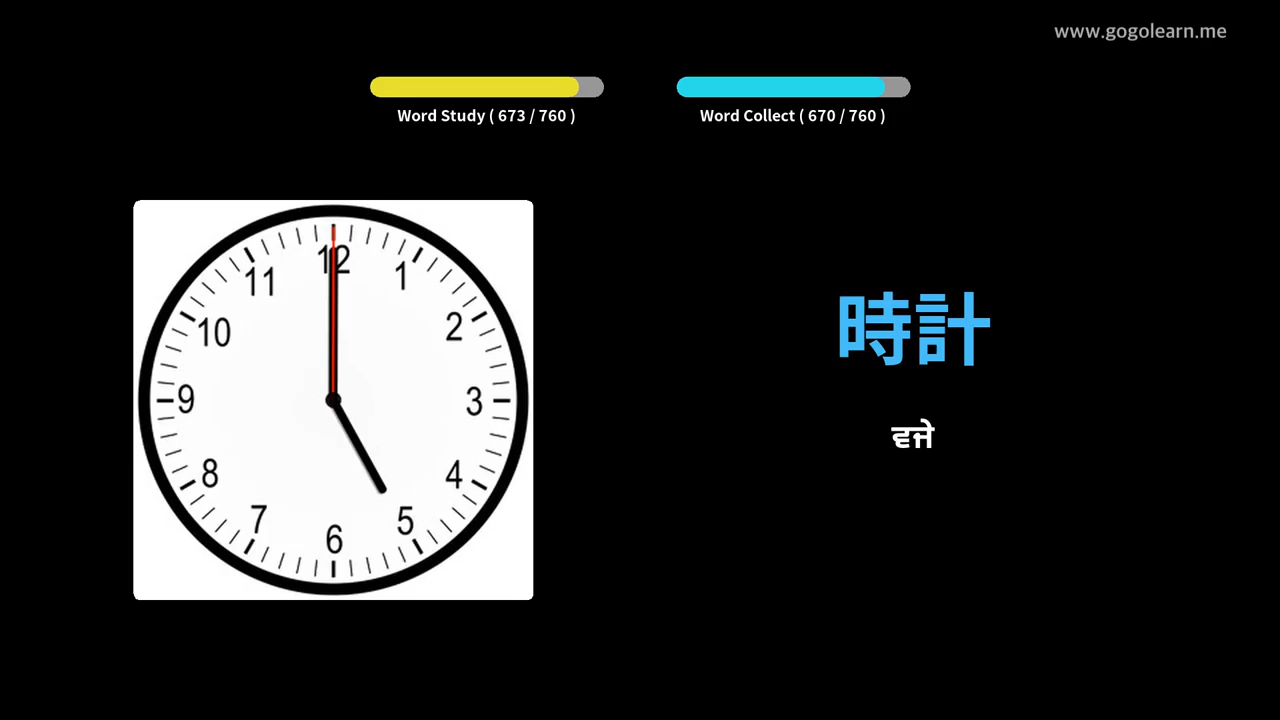 www.gogolearn.me
Word Study ( 673 / 760 )
Word Collect ( 670 / 760 )
12
11
1
10
2
9
3
8
4
7
5
6
時計
ਵਜੇ